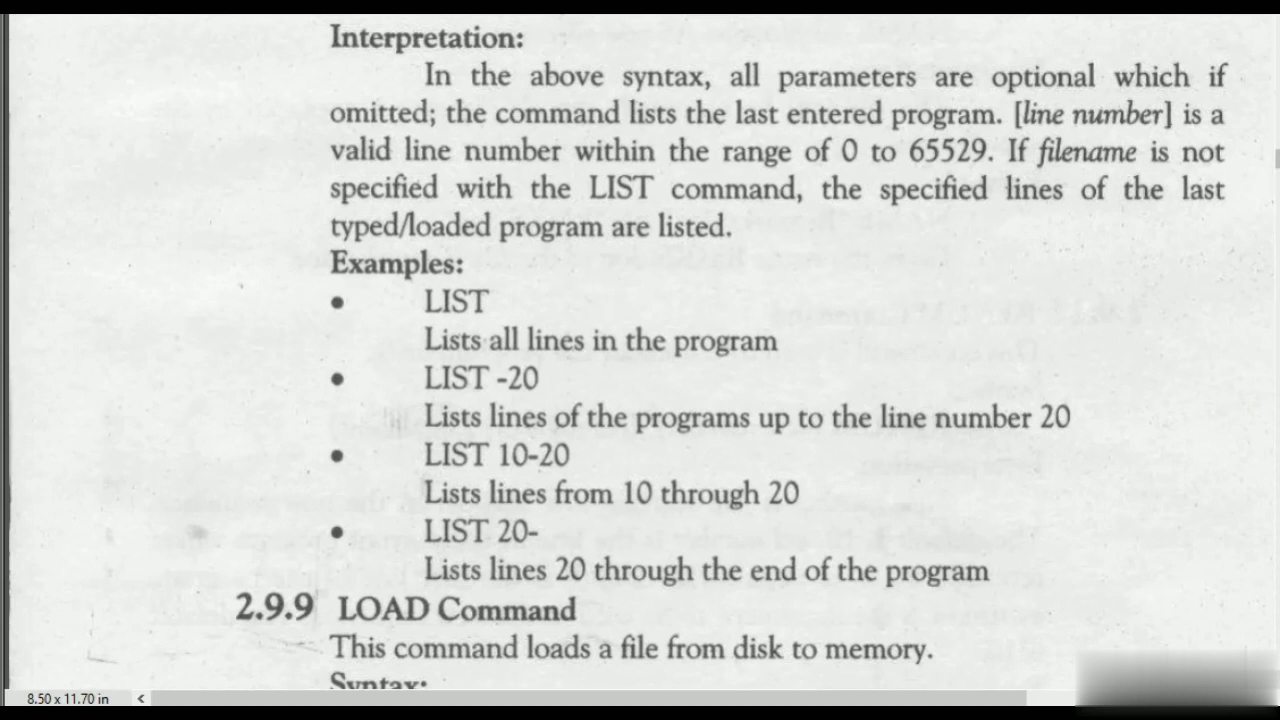 Interpretation:
In the above syntax, all parameters are optional which if
omitted; the command lists the last entered program. [line number] is a
valid line number within the range of 0 to 65529. If filename is not
specified with the LIST command, the specified lines of the last
typed/loaded program are listed.
Examples:
• LIST
Lists all lines in the program
• LIST -20
Lists lines of the programs up to the line number 20
• LIST 10-20
Lists lines from 10 through 20
• LIST 20-
Lists lines 20 through the end of the program
2.9.9 LOAD Command
This command loads a file from disk to memory.
Syntax:
8.50 x 11.70 in